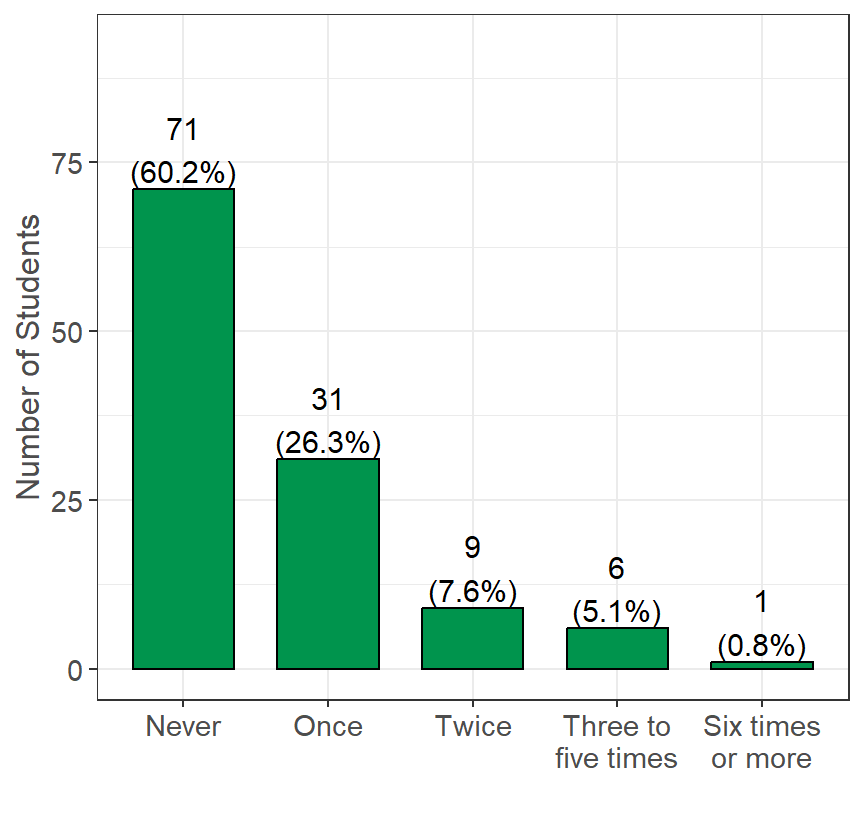 Number of Students
75
50
25
0
71
(60.2%)
31
(26.3%)
9
(7.6%)
6
(5.1%)
1
(0.8%)
Never
Once
Twice
Three to
five times
Six times
or more